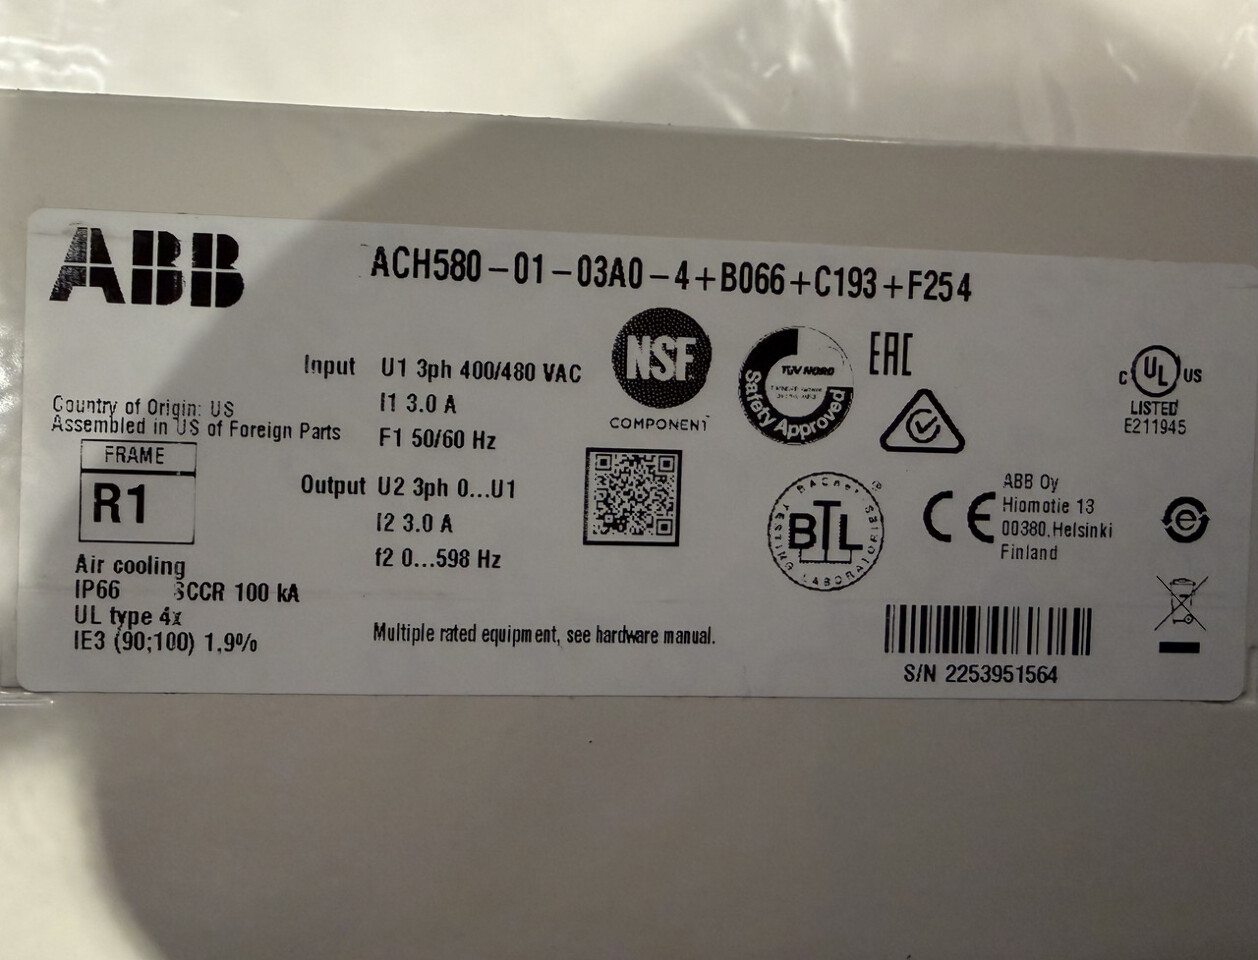 ABB
ACH580-01-03A0-4+B066+C193+F254
Input U1 3ph 400/480 VAC
I1 3.0 A
F1 50/60 Hz
Country of Origin: US
Assembled in US of Foreign Parts
FRAME
R1
Output U2 3ph 0...U1
I2 3.0 A
f2 0...598 Hz
Air cooling
IP66 SCCR 100 kA
UL type 4x
IE3 (90;100) 1,9%
Multiple rated equipment, see hardware manual.
NSF
COMPONENT
TÜV NORD
Safety Approved
EAC
C UL US
LISTED
E211945
BACnet
BTL ®
TESTING LABORATORIES
CE
ABB Oy
Hiomotie 13
00380, Helsinki
Finland
e
S/N 2253951564